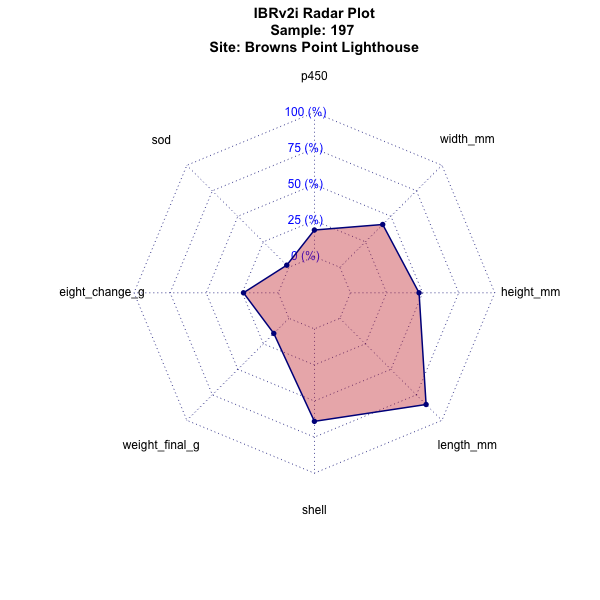 IBRv2i Radar Plot
Sample: 197
Site: Browns Point Lighthouse
p450
100 (%)
sod
width_mm
75 (%)
50 (%)
25 (%)
0 (%)
eight_change_g
height_mm
weight_final_g
length_mm
shell